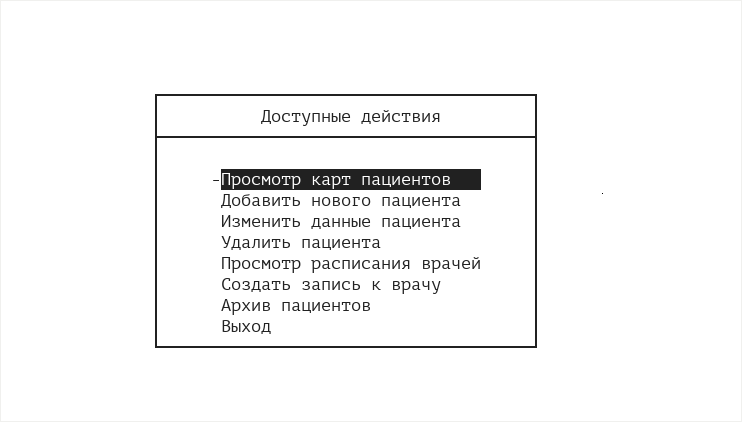 Доступные действия
-Просмотр карт пациентов
Добавить нового пациента
Изменить данные пациента
Удалить пациента
Просмотр расписания врачей
Создать запись к врачу
Архив пациентов
Выход